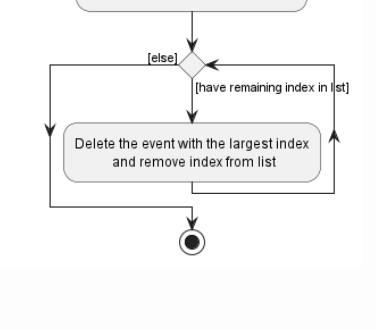 [else]
[have remaining index in list]
Delete the event with the largest index
and remove index from list